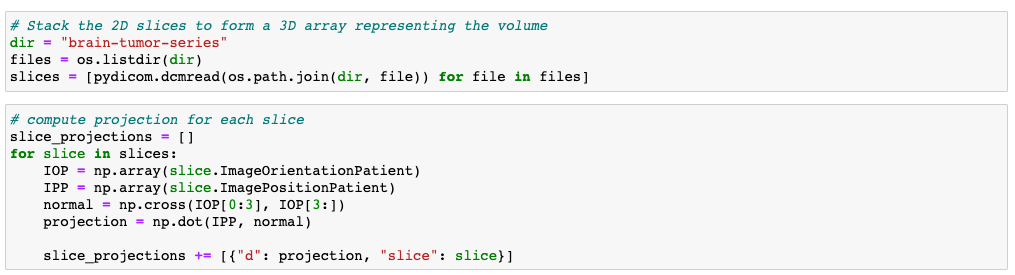 # Stack the 2D slices to form a 3D array representing the volume
dir = "brain-tumor-series"
files = os.listdir(dir)
slices = [pydicom.dcmread(os.path.join(dir, file)) for file in files]
# compute projection for each slice
slice_projections = []
for slice in slices:
    IOP = np.array(slice.ImageOrientationPatient)
    IPP = np.array(slice.ImagePositionPatient)
    normal = np.cross(IOP[0:3], IOP[3:])
    projection = np.dot(IPP, normal)
    slice_projections += [{"d": projection, "slice": slice}]